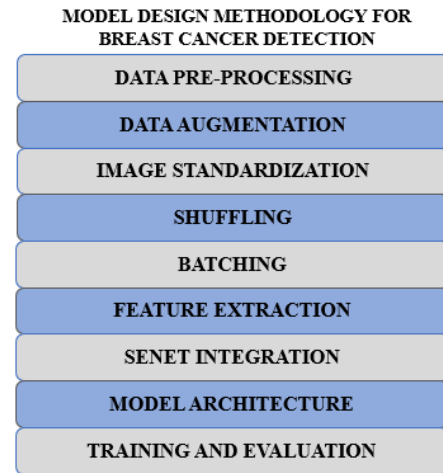 MODEL DESIGN METHODOLOGY FOR
BREAST CANCER DETECTION
DATA PRE-PROCESSING
DATA AUGMENTATION
IMAGE STANDARDIZATION
SHUFFLING
BATCHING
FEATURE EXTRACTION
SENET INTEGRATION
MODEL ARCHITECTURE
TRAINING AND EVALUATION